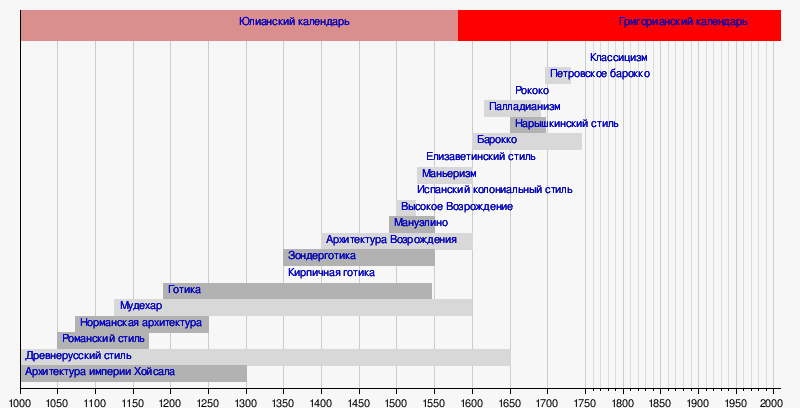 Юлианский календарь Григорианский календарь
Классицизм
Петровское барокко
Рококо
Палладианизм
Нарышкинский стиль
Барокко
Елизаветинский стиль
Маньеризм
Испанский колониальный стиль
Высокое Возрождение
Мануэлино
Архитектура Возрождения
Зондерготика
Кирпичная готика
Готика
Мудехар
Норманская архитектура
Романский стиль
Древнерусский стиль
Архитектура империи Хойсала
1000 1050 1100 1150 1200 1250 1300 1350 1400 1450 1500 1550 1600 1650 1700 1750 1800 1850 1900 1950 2000